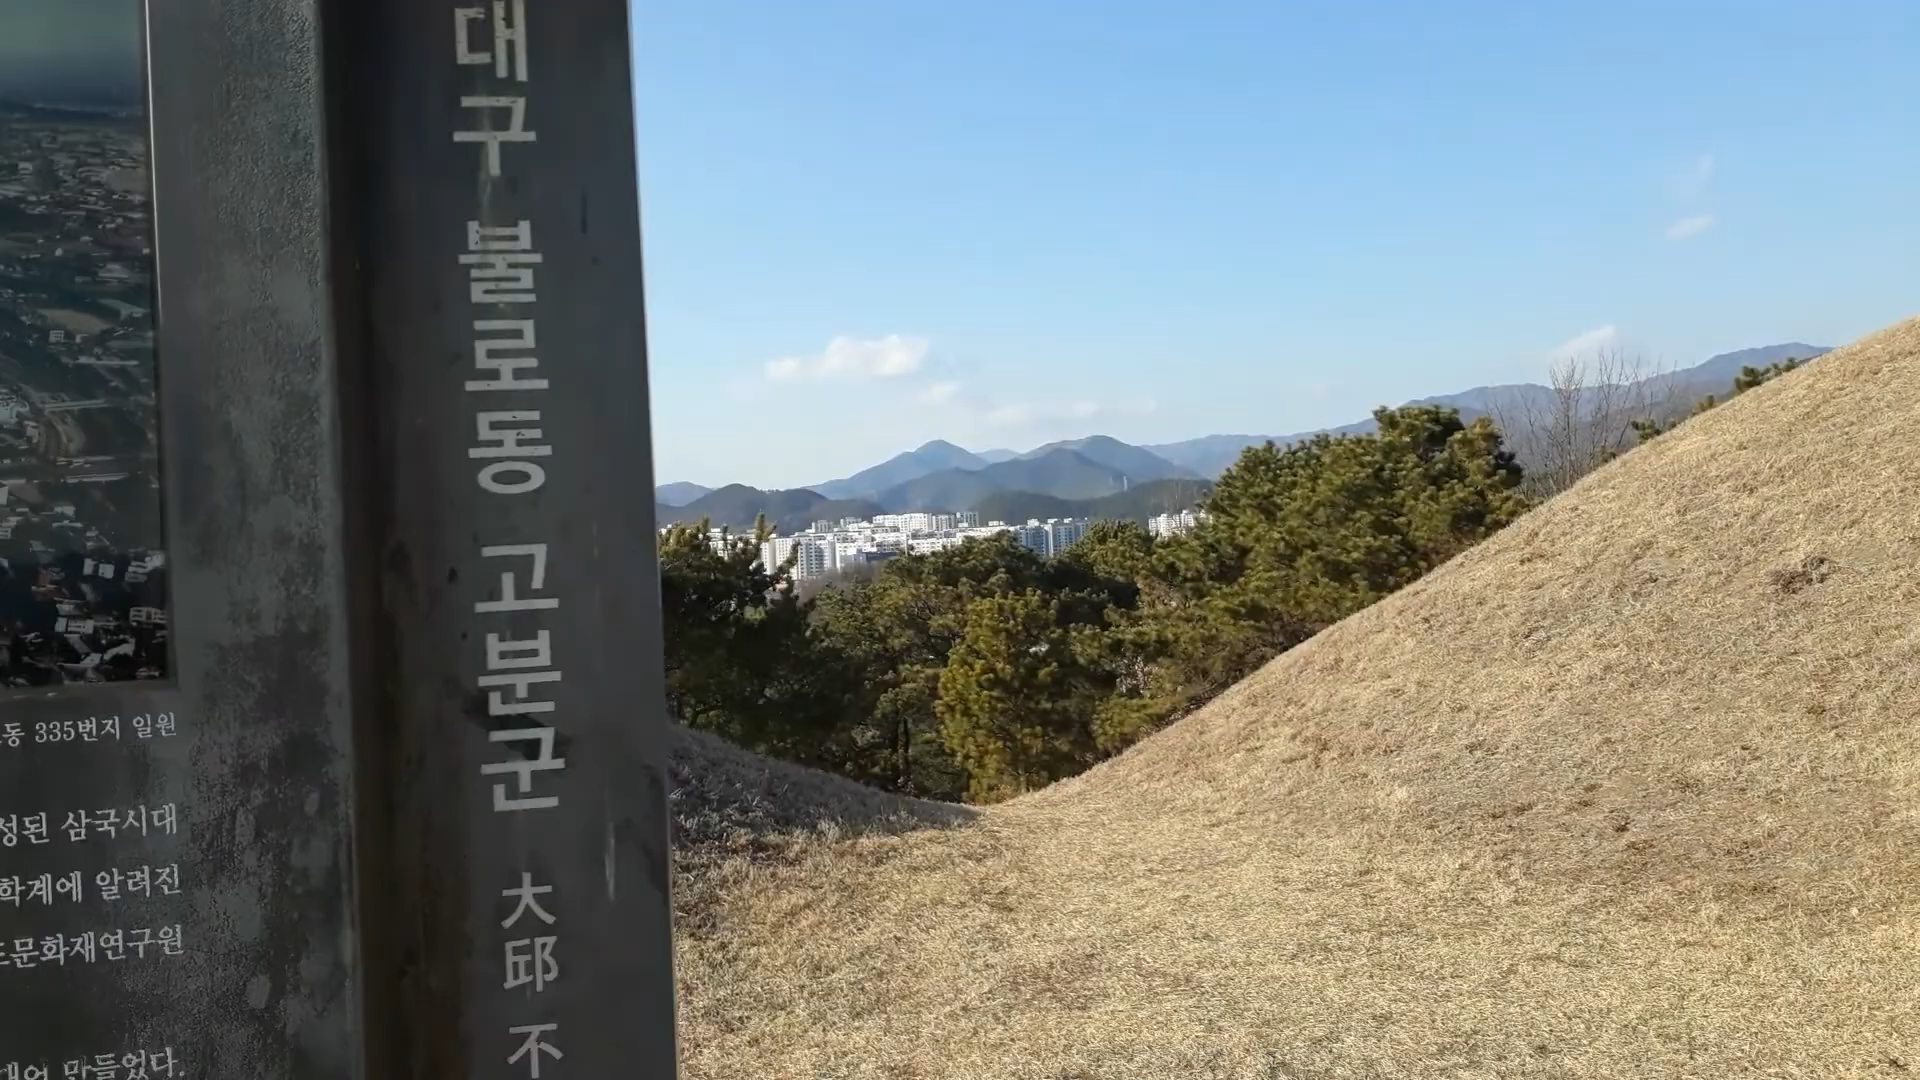 대구 불로동 고분군 大邱 不
동 335번지 일원
성된 삼국시대
학계에 알려진
문화재연구원
만들었다.